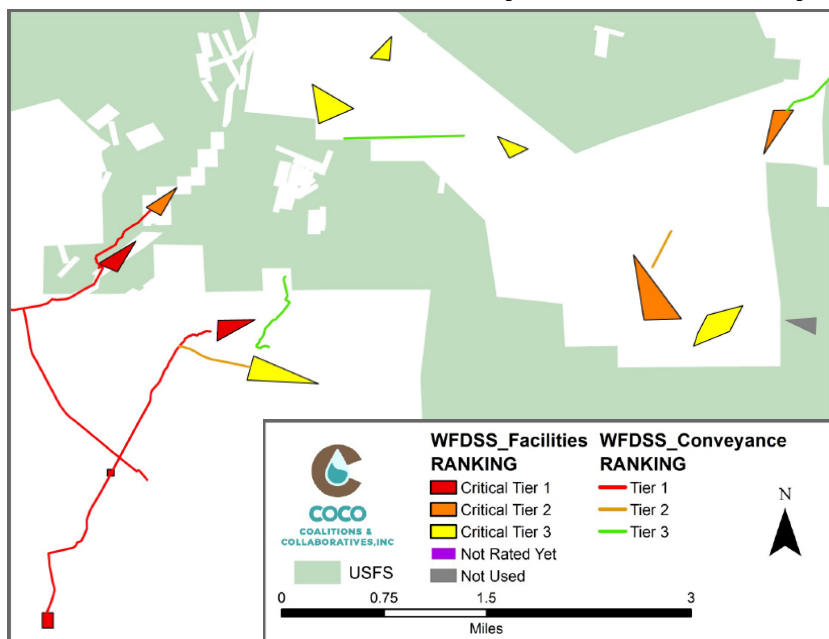 WFDSS_Facilities
RANKING
Critical Tier 1
Critical Tier 2
Critical Tier 3
Not Rated Yet
Not Used
WFDSS_Conveyance
RANKING
Tier 1
Tier 2
Tier 3
COCO
COALITIONS &
COLLABORATIVES,INC
USFS
N
0 0.75 1.5 3
Miles